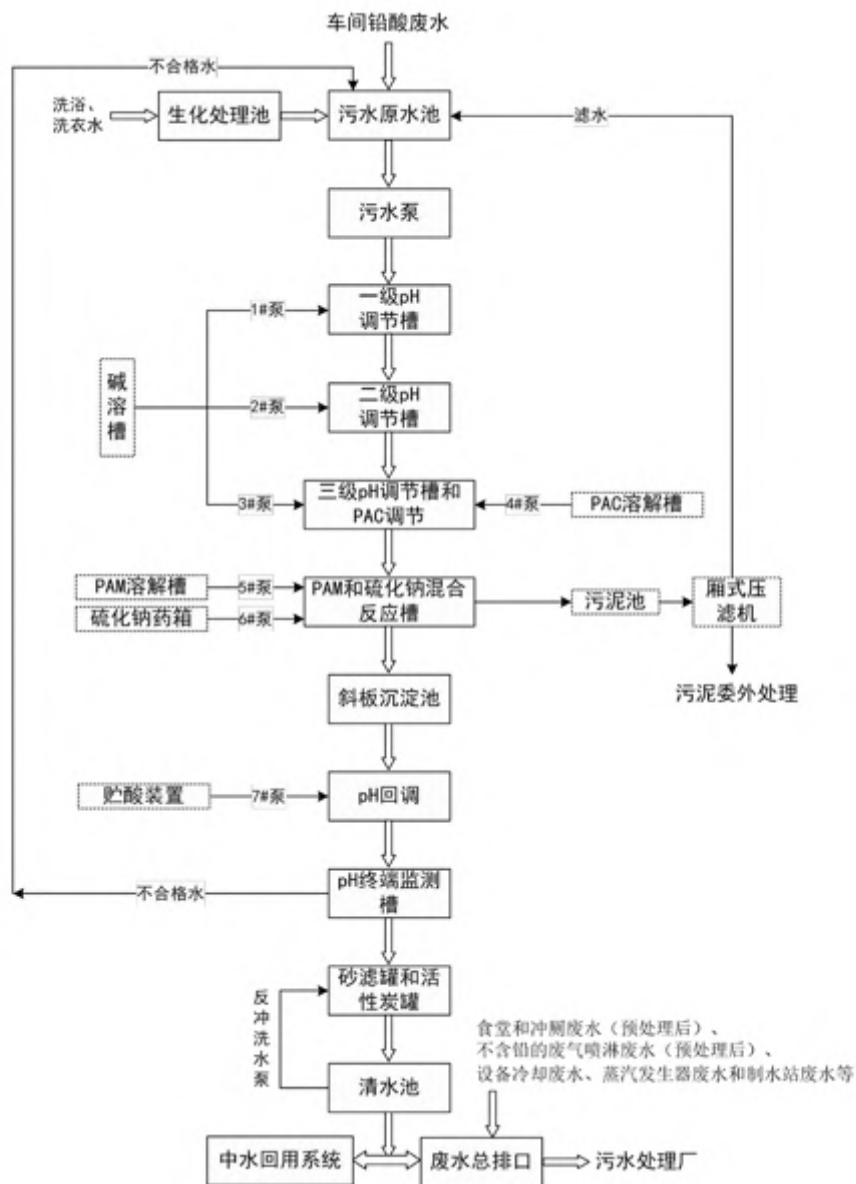 车间铅酸废水
不合格水
洗浴、
洗衣水
生化处理池
污水原水池
滤水
污水泵
一级pH
调节槽
1#泵
碱
溶
槽
2#泵
二级pH
调节槽
3#泵
三级pH调节槽和
PAC调节
4#泵
PAC溶解槽
PAM溶解槽
5#泵
硫化钠药箱
6#泵
PAM和硫化钠混合
反应槽
污泥池
厢式压
滤机
污泥委外处理
斜板沉淀池
贮酸装置
7#泵
pH回调
不合格水
pH终端监测
槽
砂滤罐和活
性炭罐
反
冲
洗
水
泵
清水池
食堂和冲厕废水（预处理后）、
不含铅的废气喷淋废水（预处理后）、
设备冷却废水、蒸汽发生器废水和制水站废水等
中水回用系统
废水总排口
污水处理厂